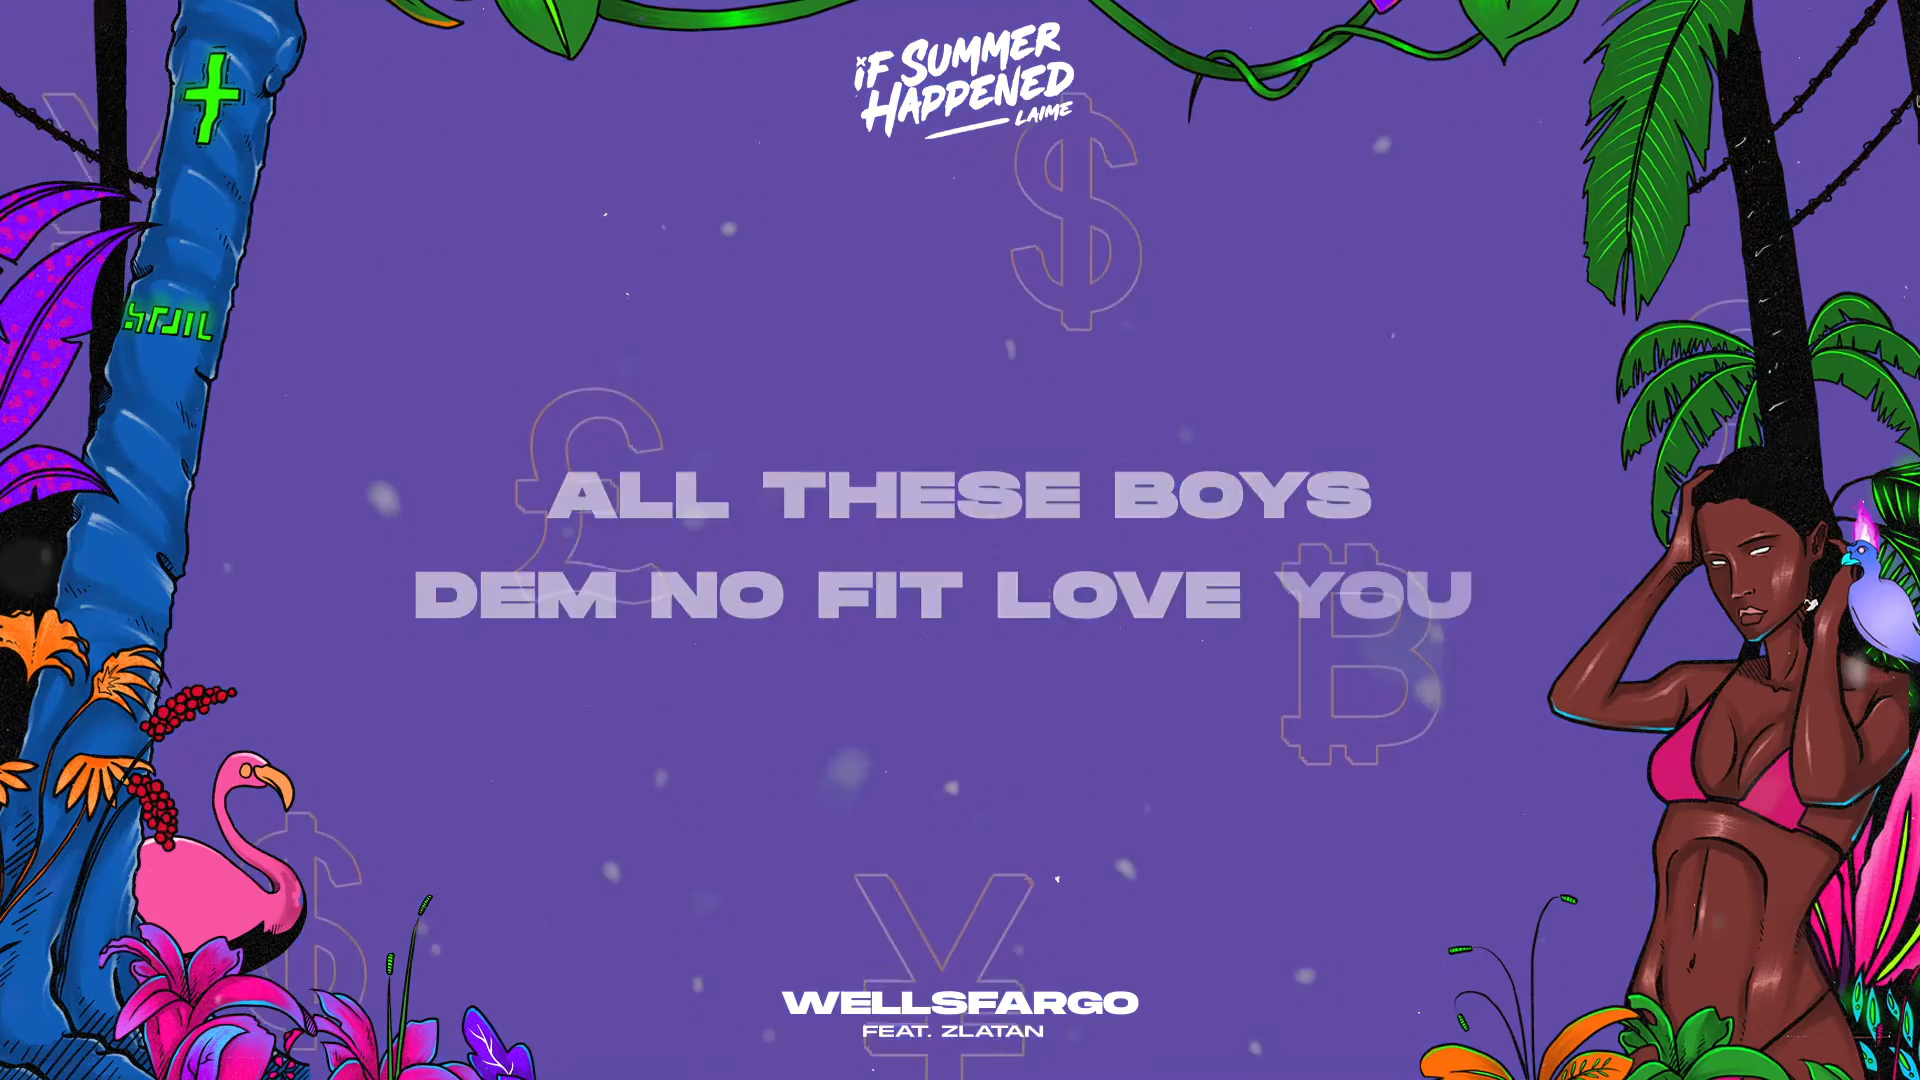 iF SUMMER
HAPPENED
LAIME
ALL THESE BOYS
DEM NO FIT LOVE YOU
WELLSFARGO
FEAT. ZLATAN